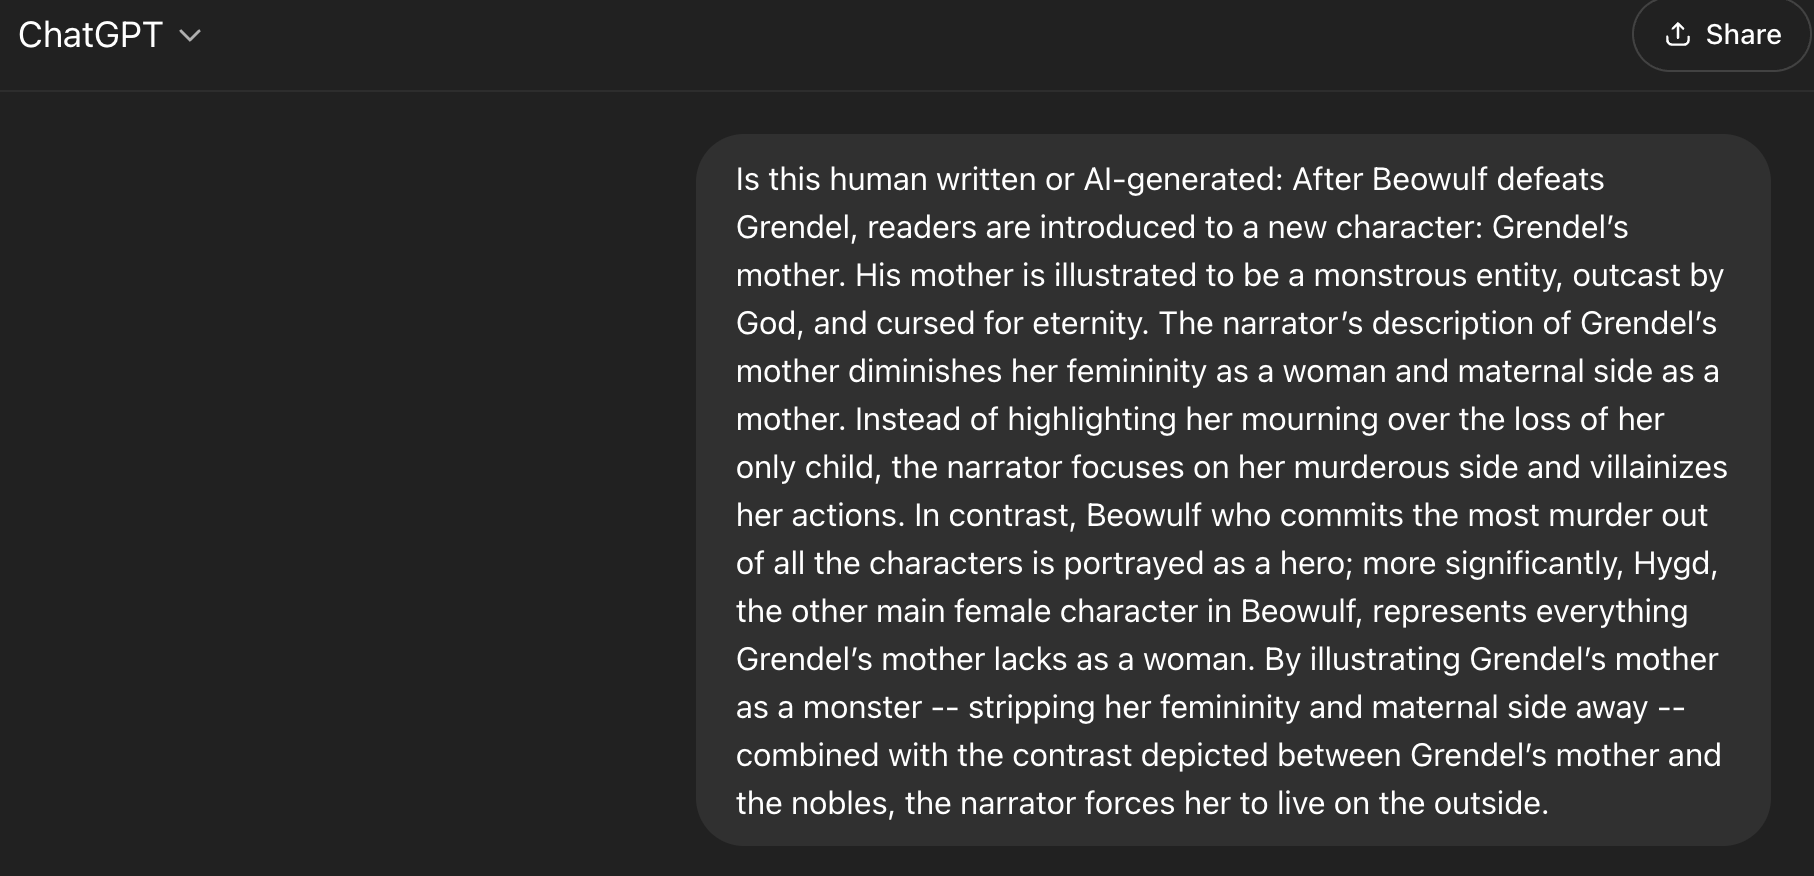 ChatGPT
Share
Is this human written or AI-generated: After Beowulf defeats
Grendel, readers are introduced to a new character: Grendel’s
mother. His mother is illustrated to be a monstrous entity, outcast by
God, and cursed for eternity. The narrator’s description of Grendel’s
mother diminishes her femininity as a woman and maternal side as a
mother. Instead of highlighting her mourning over the loss of her
only child, the narrator focuses on her murderous side and villainizes
her actions. In contrast, Beowulf who commits the most murder out
of all the characters is portrayed as a hero; more significantly, Hygd,
the other main female character in Beowulf, represents everything
Grendel’s mother lacks as a woman. By illustrating Grendel’s mother
as a monster -- stripping her femininity and maternal side away --
combined with the contrast depicted between Grendel’s mother and
the nobles, the narrator forces her to live on the outside.